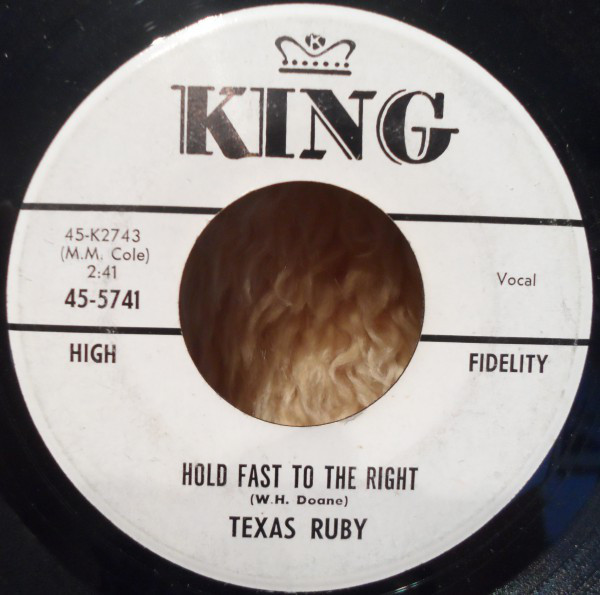 K
KING
45-K2743
(M.M. Cole)
2:41
45-5741
Vocal
HIGH
FIDELITY
HOLD FAST TO THE RIGHT
(W.H. Doane)
TEXAS RUBY